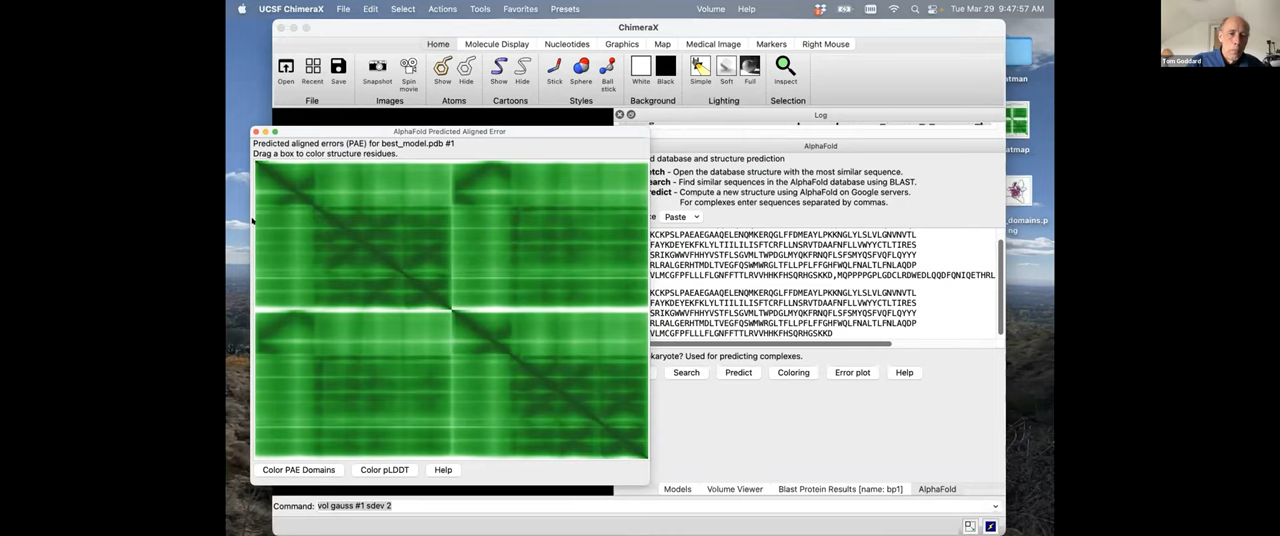 UCSF ChimeraX File Edit Select Actions Tools Favorites Presets Volume Help Tue Mar 29 9:47:57 AM
ChimeraX
Home Molecule Display Nucleotides Graphics Map Medical Image Markers Right Mouse
Open Recent Save Snapshot Spin movie Show Hide Show Hide Stick Sphere Ball stick White Black Simple Soft Full Inspect
File Images Atoms Cartoons Styles Background Lighting Selection
Tom Goddard
Log
AlphaFold Predicted Aligned Error
Predicted aligned errors (PAE) for best_model.pdb #1
Drag a box to color structure residues.
Color PAE Domains Color pLDDT Help
AlphaFold
d database and structure prediction
etch - Open the database structure with the most similar sequence.
earch - Find similar sequences in the AlphaFold database using BLAST.
redict - Compute a new structure using AlphaFold on Google servers.
For complexes enter sequences separated by commas.
ce Paste
KCKPSLPAEAEGAAQELENQMKERQGLFFDMEAYLPKKNGLYLSLVLGNVNVTL
FAYKDEYEKFKLYLTIILILISFTCRFLLNSRVTDAAFNFLLVWYYCTLTIRES
SRIKGWWVFHHYVSTFLSGVMLTWPDGLMYQKFRNQFLSFSMYQSFVQFLQYYY
RLRALGERHTMDLTVEGFQSWMWRGLTFLLPFLFFGHFWQLFNALTLFNLAQDP
VLMCGFPFLLLFLGNFFTTLRVVHHKFHSQRHGSKKD,MQPPPPGPLGDCLRDWEDLQQDFQNIQETHRL
KCKPSLPAEAEGAAQELENQMKERQGLFFDMEAYLPKKNGLYLSLVLGNVNVTL
FAYKDEYEKFKLYLTIILILISFTCRFLLNSRVTDAAFNFLLVWYYCTLTIRES
SRIKGWWVFHHYVSTFLSGVMLTWPDGLMYQKFRNQFLSFSMYQSFVQFLQYYY
RLRALGERHTMDLTVEGFQSWMWRGLTFLLPFLFFGHFWQLFNALTLFNLAQDP
VLMCGFPFLLLFLGNFFTTLRVVHHKFHSQRHGSKKD
karyote? Used for predicting complexes.
Search Predict Coloring Error plot Help
Models Volume Viewer Blast Protein Results [name: bp1] AlphaFold
Command: vol gauss #1 sdev 2
atman
atmap
_domains.p
ng